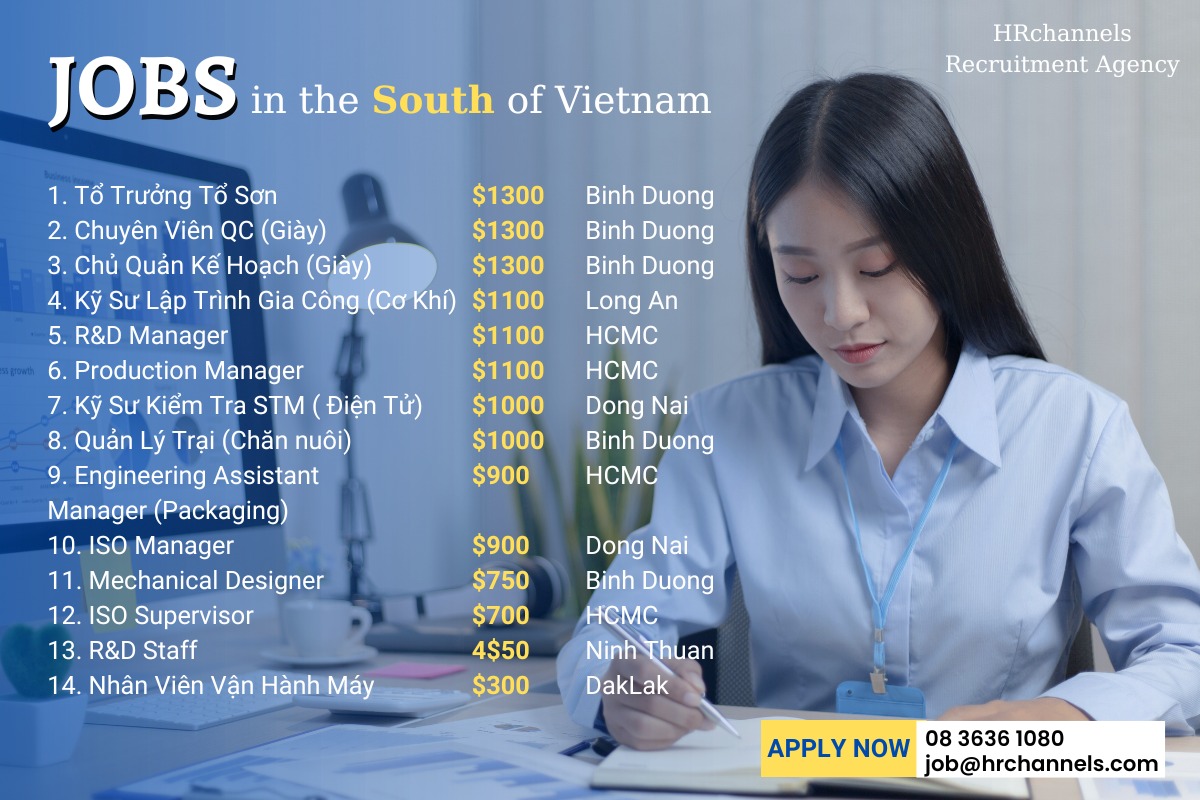 HRchannels
Recruitment Agency
JOBS in the South of Vietnam
1. Tổ Trưởng Tổ Sơn $1300 Binh Duong
2. Chuyên Viên QC (Giày) $1300 Binh Duong
3. Chủ Quản Kế Hoạch (Giày) $1300 Binh Duong
4. Kỹ Sư Lập Trình Gia Công (Cơ Khí) $1100 Long An
5. R&D Manager $1100 HCMC
6. Production Manager $1100 HCMC
7. Kỹ Sư Kiểm Tra STM ( Điện Tử) $1000 Dong Nai
8. Quản Lý Trại (Chăn nuôi) $1000 Binh Duong
9. Engineering Assistant $900 HCMC
Manager (Packaging)
10. ISO Manager $900 Dong Nai
11. Mechanical Designer $750 Binh Duong
12. ISO Supervisor $700 HCMC
13. R&D Staff 4$50 Ninh Thuan
14. Nhân Viên Vận Hành Máy $300 DakLak
APPLY NOW 08 3636 1080
job@hrchannels.com